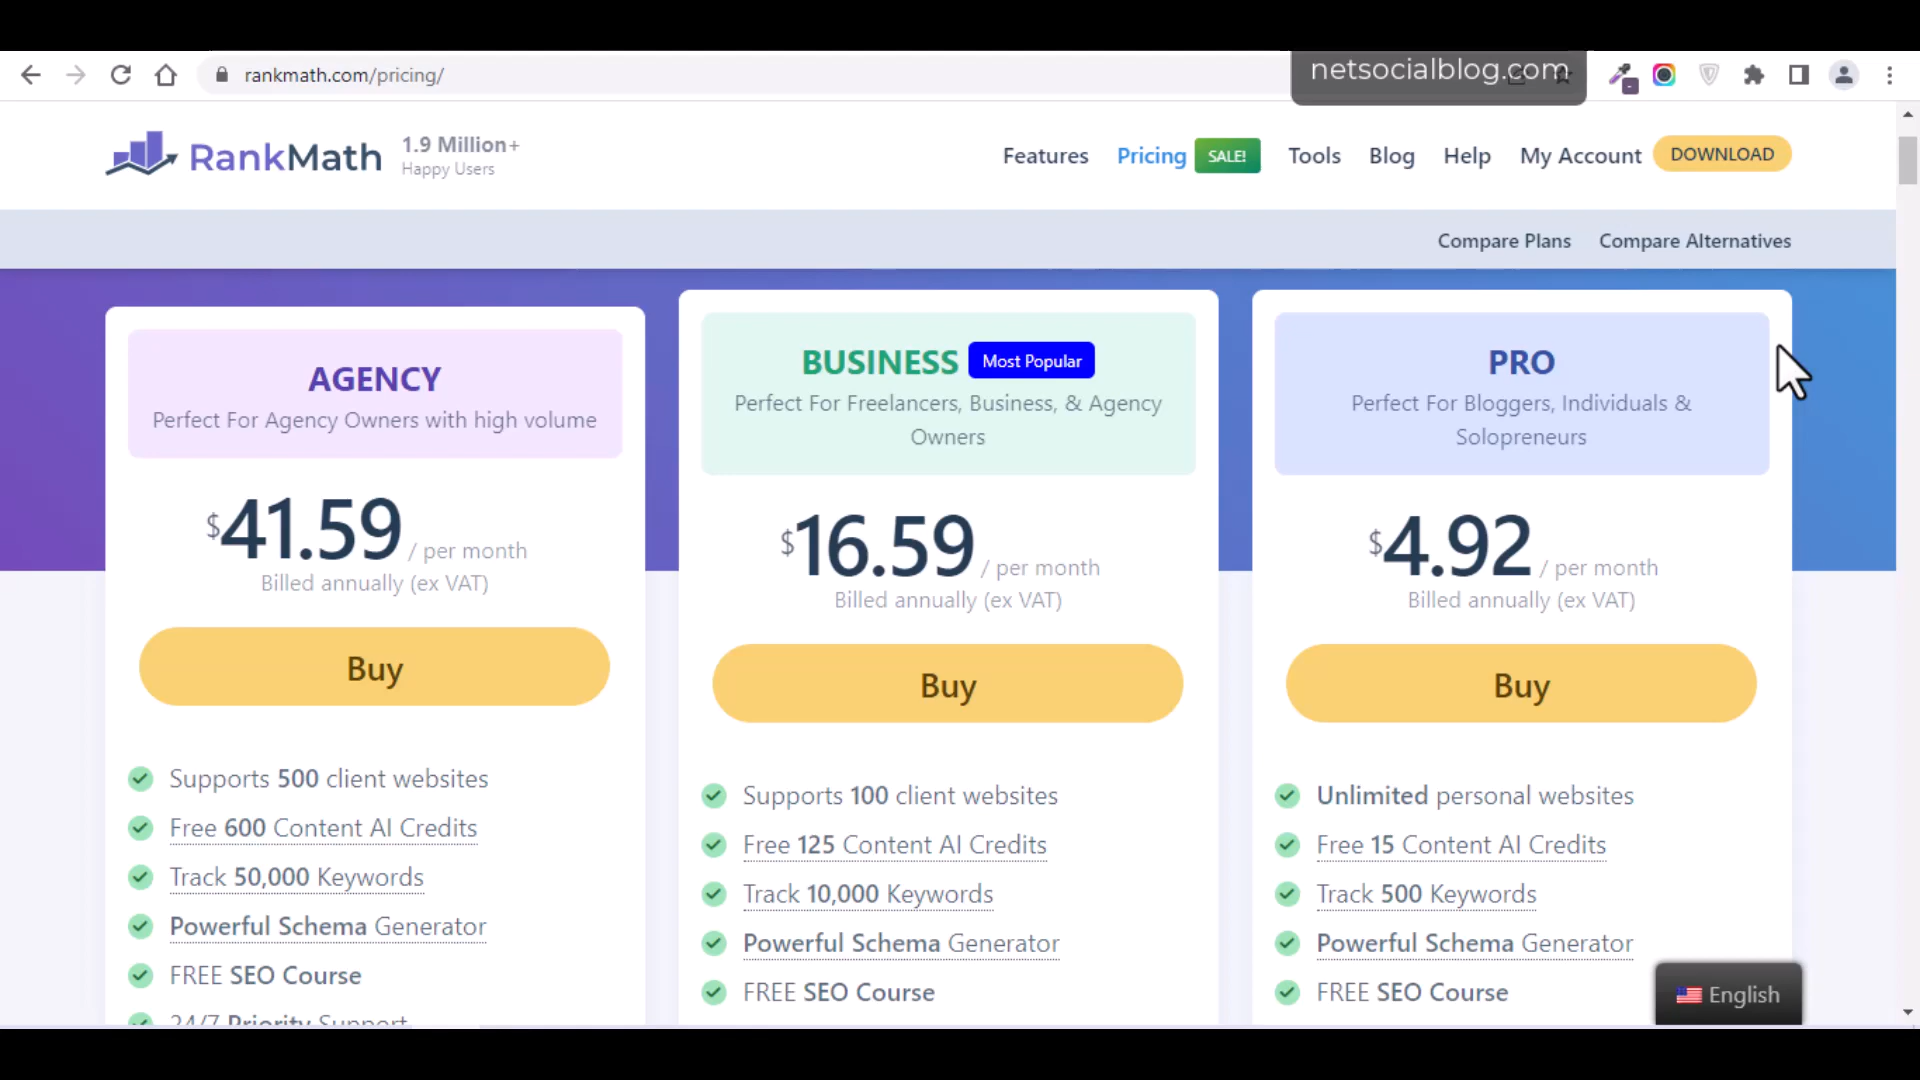 rankmath.com/pricing/
netsocialblog.com
RankMath
1.9 Million+
Happy Users
Features
Pricing
SALE!
Tools
Blog
Help
My Account
DOWNLOAD
Compare Plans
Compare Alternatives
AGENCY
Perfect For Agency Owners with high volume
$41.59 / per month
Billed annually (ex VAT)
Buy
Supports 500 client websites
Free 600 Content AI Credits
Track 50,000 Keywords
Powerful Schema Generator
FREE SEO Course
24/7 Priority Support
BUSINESS
Most Popular
Perfect For Freelancers, Business, & Agency
Owners
$16.59 / per month
Billed annually (ex VAT)
Buy
Supports 100 client websites
Free 125 Content AI Credits
Track 10,000 Keywords
Powerful Schema Generator
FREE SEO Course
PRO
Perfect For Bloggers, Individuals &
Solopreneurs
$4.92 / per month
Billed annually (ex VAT)
Buy
Unlimited personal websites
Free 15 Content AI Credits
Track 500 Keywords
Powerful Schema Generator
FREE SEO Course
English